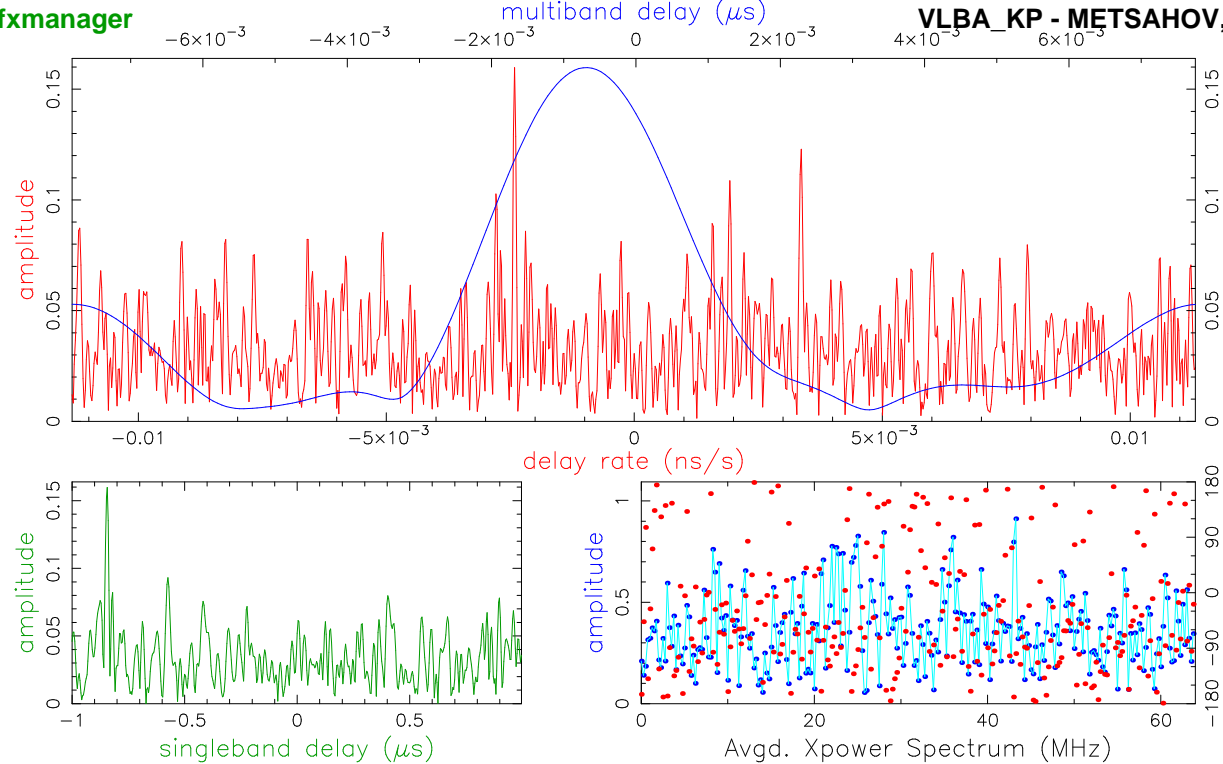 fxmanager
multiband delay (μs)
VLBA_KP - METSAHOV,
−6×10⁻³ −4×10⁻³ −2×10⁻³ 0 2×10⁻³ 4×10⁻³ 6×10⁻³
amplitude
0 0.05 0.1 0.15
0 0.05 0.1 0.15
−0.01 −5×10⁻³ 0 5×10⁻³ 0.01
delay rate (ns/s)
amplitude
0 0.05 0.1 0.15
−1 −0.5 0 0.5
singleband delay (μs)
amplitude
0 0.5 1
−180 −90 0 90 180
0 20 40 60
Avgd. Xpower Spectrum (MHz)